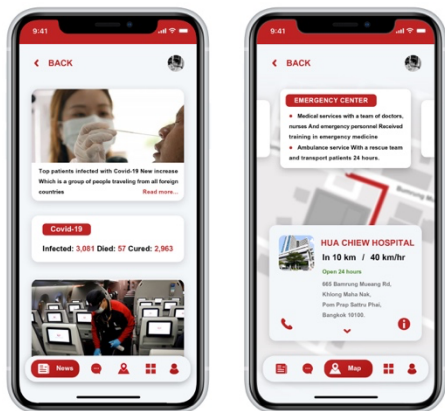 9:41
BACK
Top patients infected with Covid-19 New increase
Which is a group of people traveling from all foreign
countries Read more...
Covid-19
Infected: 3,081 Died: 57 Cured: 2,963
News
9:41
BACK
EMERGENCY CENTER
Medical services with a team of doctors,
nurses And emergency personnel Received
training in emergency medicine
Ambulance service With a rescue team
and transport patients 24 hours.
HUA CHIEW HOSPITAL
In 10 km / 40 km/hr
Open 24 hours
665 Bamrung Mueang Rd,
Khlong Maha Nak,
Pom Prap Sattru Phai,
Bangkok 10100.
Map